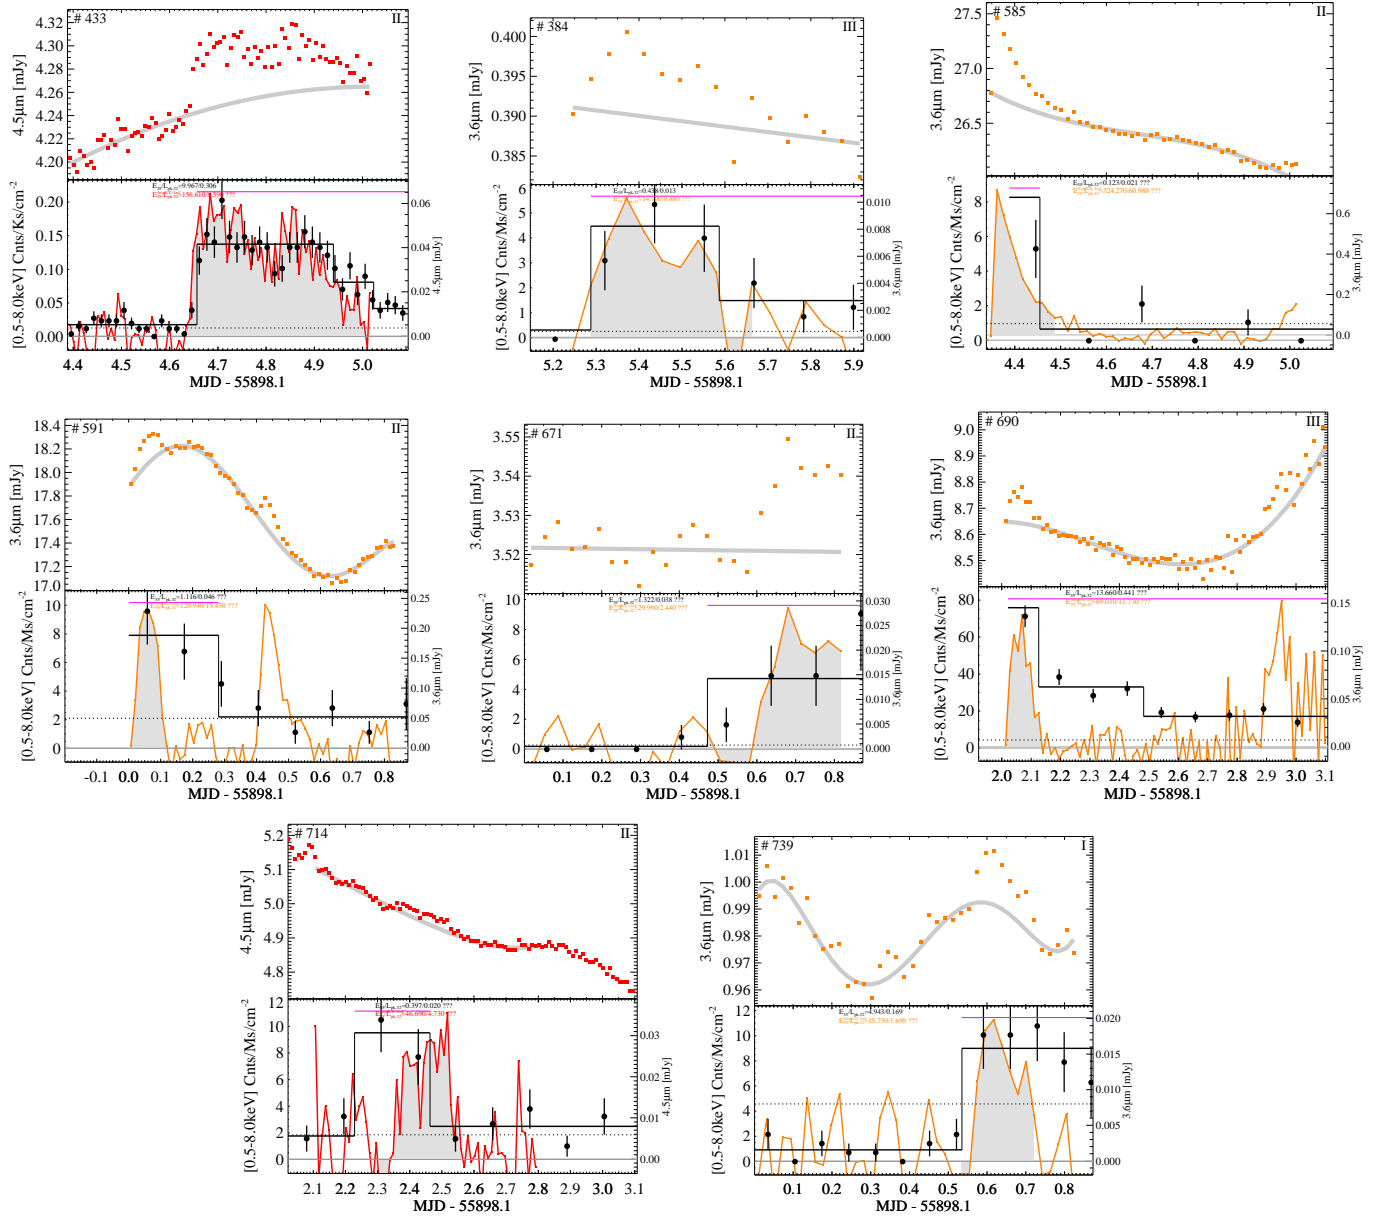 # 433 II
4.32
4.30
4.28
4.26
4.24
4.22
4.20
4.5μm [mJy]
0.20
0.15
0.10
0.05
0.00
[0.5-8.0keV] Cnts/Ks/cm⁻²
0.06
0.04
0.02
0.00
4.5μm [mJy]
4.4 4.5 4.6 4.7 4.8 4.9 5.0
MJD - 55898.1
# 384 III
0.400
0.395
0.390
0.385
3.6μm [mJy]
6
5
4
3
2
1
0
[0.5-8.0keV] Cnts/Ms/cm⁻²
0.010
0.008
0.006
0.004
0.002
0.000
3.6μm [mJy]
5.2 5.3 5.4 5.5 5.6 5.7 5.8 5.9
MJD - 55898.1
# 585 II
27.5
27.0
26.5
3.6μm [mJy]
8
6
4
2
0
[0.5-8.0keV] Cnts/Ms/cm⁻²
0.6
0.4
0.2
0.0
3.6μm [mJy]
4.4 4.5 4.6 4.7 4.8 4.9 5.0
MJD - 55898.1
# 591 II
18.4
18.2
18.0
17.8
17.6
17.4
17.2
17.0
3.6μm [mJy]
10
8
6
4
2
0
[0.5-8.0keV] Cnts/Ms/cm⁻²
0.25
0.20
0.15
0.10
0.05
0.00
3.6μm [mJy]
-0.1 0.0 0.1 0.2 0.3 0.4 0.5 0.6 0.7 0.8
MJD - 55898.1
# 671 II
3.55
3.54
3.53
3.52
3.6μm [mJy]
10
8
6
4
2
0
[0.5-8.0keV] Cnts/Ms/cm⁻²
0.030
0.025
0.020
0.015
0.010
0.005
0.000
3.6μm [mJy]
0.1 0.2 0.3 0.4 0.5 0.6 0.7 0.8
MJD - 55898.1
# 690 III
9.0
8.9
8.8
8.7
8.6
8.5
3.6μm [mJy]
80
60
40
20
0
[0.5-8.0keV] Cnts/Ms/cm⁻²
0.15
0.10
0.05
0.00
3.6μm [mJy]
2.0 2.1 2.2 2.3 2.4 2.5 2.6 2.7 2.8 2.9 3.0 3.1
MJD - 55898.1
# 714 II
5.2
5.1
5.0
4.9
4.8
4.5μm [mJy]
12
10
8
6
4
2
0
[0.5-8.0keV] Cnts/Ms/cm⁻²
0.03
0.02
0.01
0.00
4.5μm [mJy]
2.1 2.2 2.3 2.4 2.5 2.6 2.7 2.8 2.9 3.0 3.1
MJD - 55898.1
# 739 I
1.01
1.00
0.99
0.98
0.97
0.96
3.6μm [mJy]
12
10
8
6
4
2
0
[0.5-8.0keV] Cnts/Ms/cm⁻²
0.020
0.015
0.010
0.005
0.000
3.6μm [mJy]
0.1 0.2 0.3 0.4 0.5 0.6 0.7 0.8
MJD - 55898.1